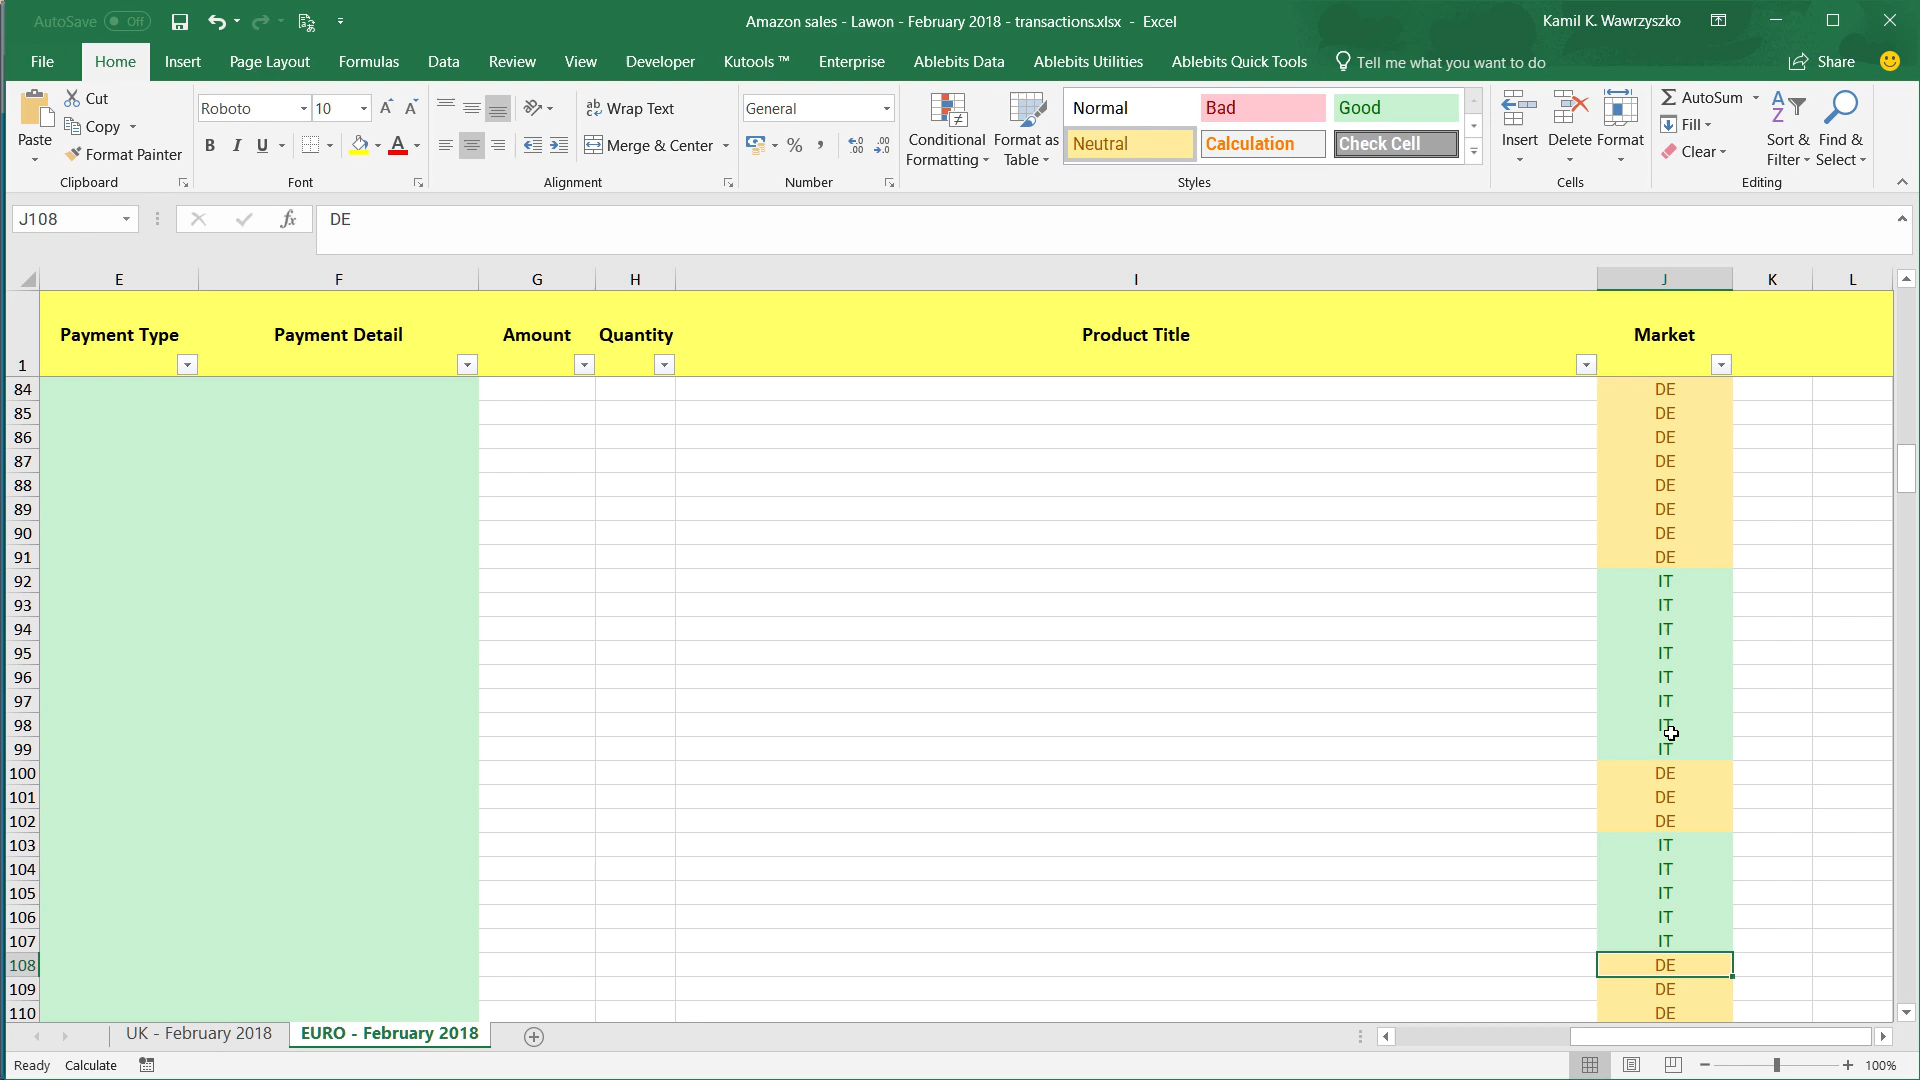 AutoSave Off
Amazon sales - Lawon - February 2018 - transactions.xlsx - Excel
Kamil K. Wawrzyszko
File Home Insert Page Layout Formulas Data Review View Developer Kutools ™ Enterprise Ablebits Data Ablebits Utilities Ablebits Quick Tools Tell me what you want to do Share
Paste
Cut
Copy
Format Painter
Clipboard
Roboto 10
B I U A
Font
Wrap Text
Merge & Center
Alignment
General
% ,
Number
Conditional Formatting
Format as Table
Normal Bad Good
Neutral Calculation Check Cell
Styles
Insert Delete Format
Cells
AutoSum
Fill
Clear
Sort & Filter
Find & Select
Editing
J108 fx DE
E F G H I J K L
1 Payment Type Payment Detail Amount Quantity Product Title Market
84 DE
85 DE
86 DE
87 DE
88 DE
89 DE
90 DE
91 DE
92 IT
93 IT
94 IT
95 IT
96 IT
97 IT
98 IT
99 IT
100 DE
101 DE
102 DE
103 IT
104 IT
105 IT
106 IT
107 IT
108 DE
109 DE
110 DE
UK - February 2018 EURO - February 2018
Ready Calculate 100%